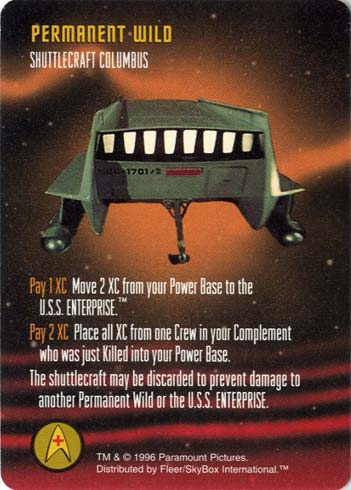 PERMANENT WILD
SHUTTLECRAFT COLUMBUS
1701/2
Pay 1 XC Move 2 XC from your Power Base to the
U.S.S. ENTERPRISE.™
Pay 2 XC Place all XC from one Crew in your Complement
who was just Killed into your Power Base.
The shuttlecraft may be discarded to prevent damage to
another Permanent Wild or the U.S.S. ENTERPRISE.
TM & © 1996 Paramount Pictures.
Distributed by Fleer/SkyBox International.™